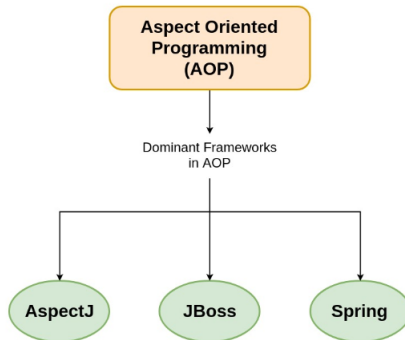 Aspect Oriented
Programming
(AOP)
Dominant Frameworks
in AOP
AspectJ
JBoss
Spring